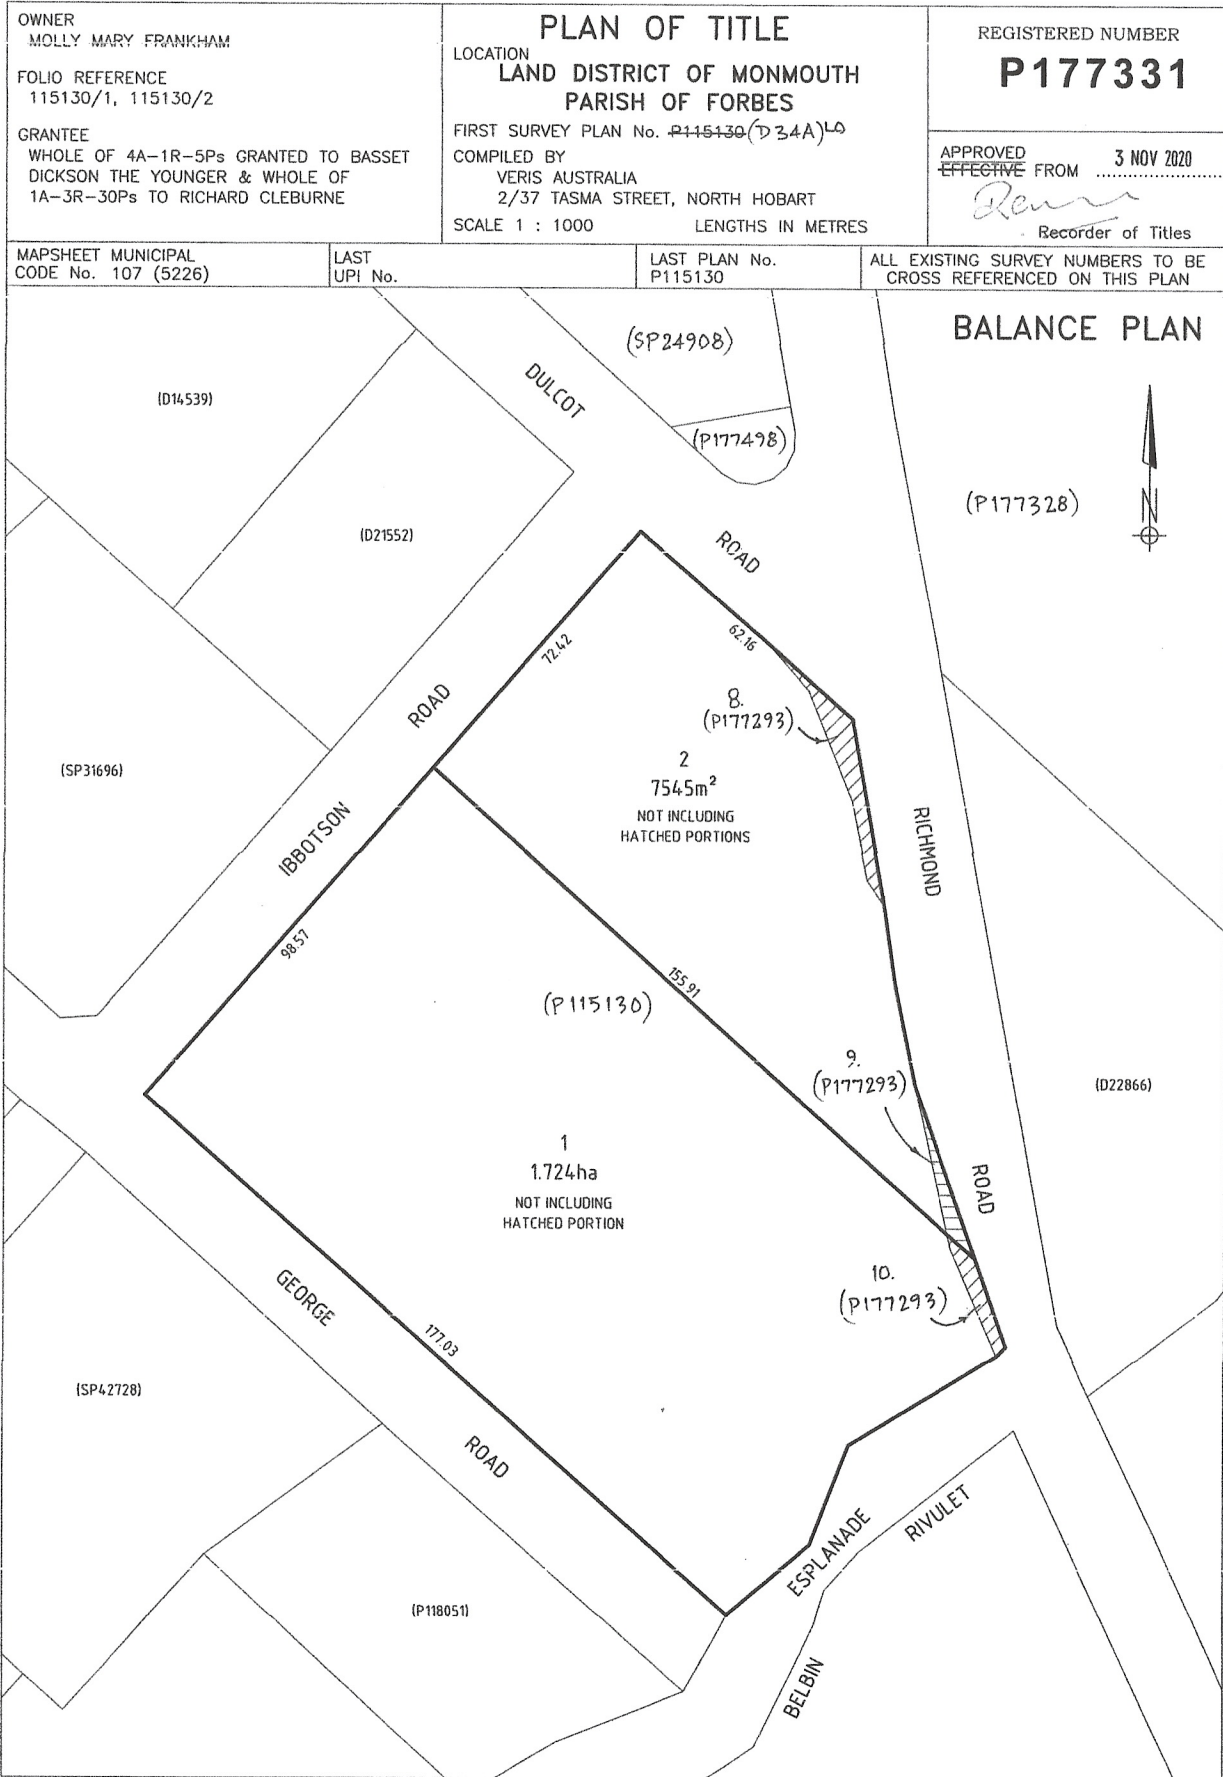 OWNER
MOLLY MARY FRANKHAM
FOLIO REFERENCE
115130/1, 115130/2
GRANTEE
WHOLE OF 4A-1R-5Ps GRANTED TO BASSET
DICKSON THE YOUNGER & WHOLE OF
1A-3R-30Ps TO RICHARD CLEBURNE
PLAN OF TITLE
LOCATION
LAND DISTRICT OF MONMOUTH
PARISH OF FORBES
FIRST SURVEY PLAN No. P115130 (D34A) LO
COMPILED BY
VERIS AUSTRALIA
2/37 TASMA STREET, NORTH HOBART
SCALE 1 : 1000 LENGTHS IN METRES
REGISTERED NUMBER
P177331
APPROVED
EFFECTIVE FROM 3 NOV 2020
Recorder of Titles
MAPSHEET MUNICIPAL
CODE No. 107 (5226)
LAST
UPI No.
LAST PLAN No.
P115130
ALL EXISTING SURVEY NUMBERS TO BE
CROSS REFERENCED ON THIS PLAN
BALANCE PLAN
(SP24908)
DULCOT
(D14539)
(P177498)
(P177328)
N
(D21552)
ROAD
62.16
72.42
8.
(P177293)
ROAD
2
7545m²
NOT INCLUDING
HATCHED PORTIONS
(SP31696)
IBBOTSON
RICHMOND
98.57
155.91
(P115130)
9.
(P177293)
(D22866)
1
1.724ha
NOT INCLUDING
HATCHED PORTION
ROAD
10.
(P177293)
GEORGE
177.03
(SP42728)
ROAD
ESPLANADE
RIVULET
(P118051)
BELBIN